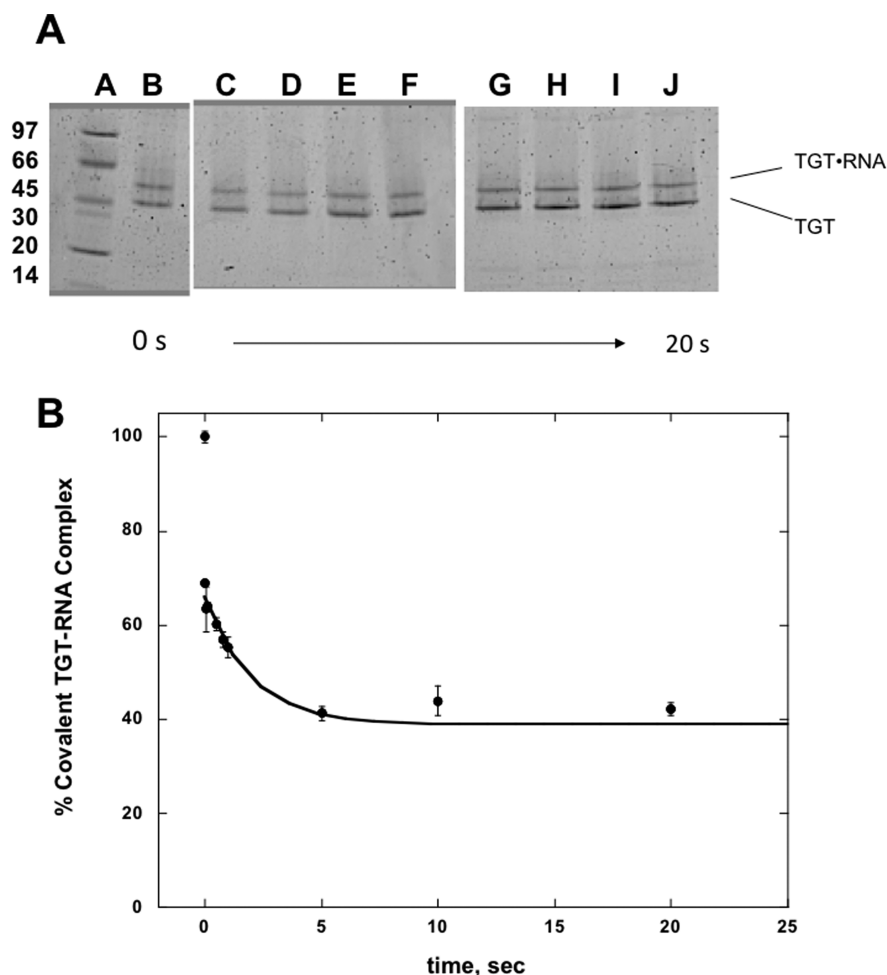 A
A B C D E F G H I J
97
66
45
30
20
14
TGT•RNA
TGT
0 s
20 s
B
% Covalent TGT-RNA Complex
100
80
60
40
20
0
0 5 10 15 20 25
time, sec